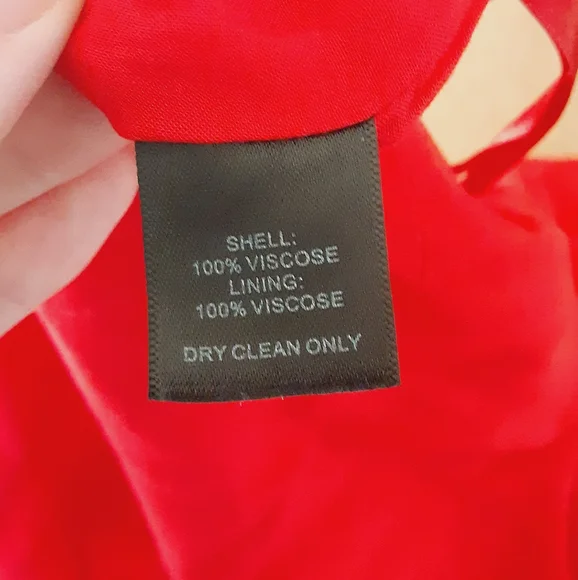 SHELL:
100% VISCOSE
LINING:
100% VISCOSE
DRY CLEAN ONLY